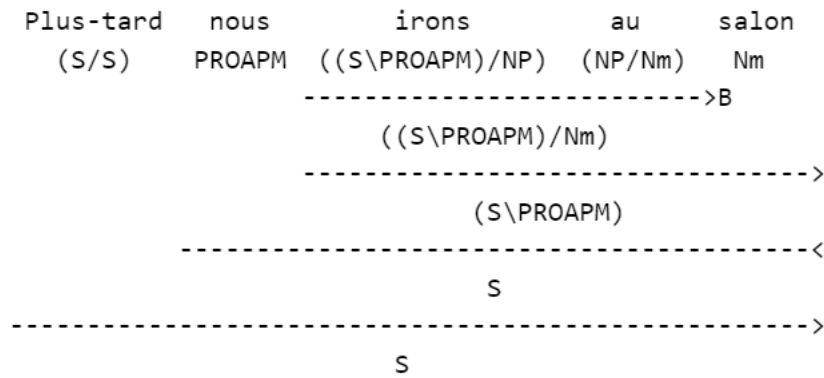 Plus-tard nous irons au salon
(S/S) PROAPM ((S\PROAPM)/NP) (NP/Nm) Nm
-------------------------->B
((S\PROAPM)/Nm)
--------------------------------->
(S\PROAPM)
-----------------------------------------<
S
---------------------------------------------------->
S